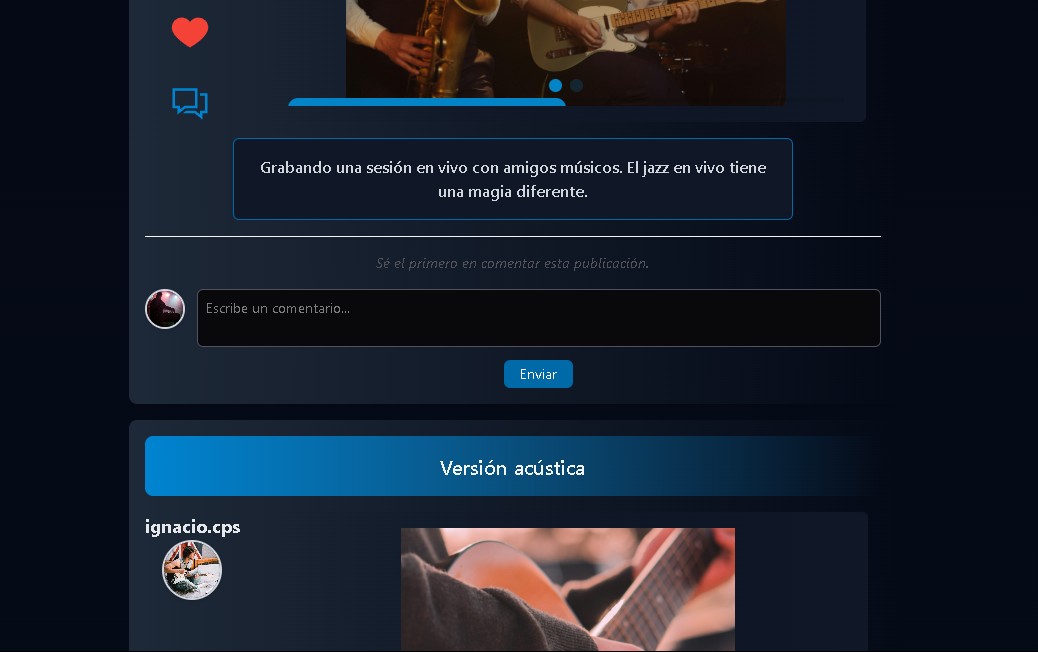 Grabando una sesión en vivo con amigos músicos. El jazz en vivo tiene
una magia diferente.
Sé el primero en comentar esta publicación.
Escribe un comentario...
Enviar
Versión acústica
ignacio.cps